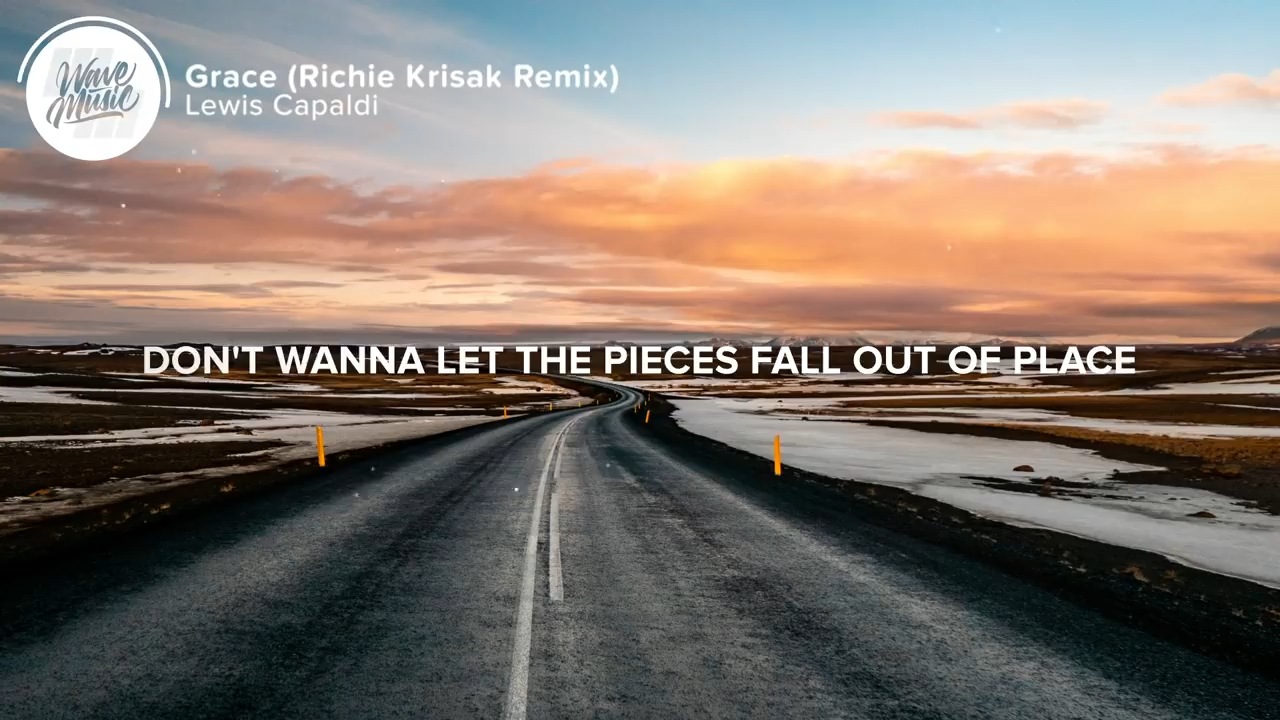 Wave
Music
Grace (Richie Krisak Remix)
Lewis Capaldi
DON'T WANNA LET THE PIECES FALL OUT OF PLACE